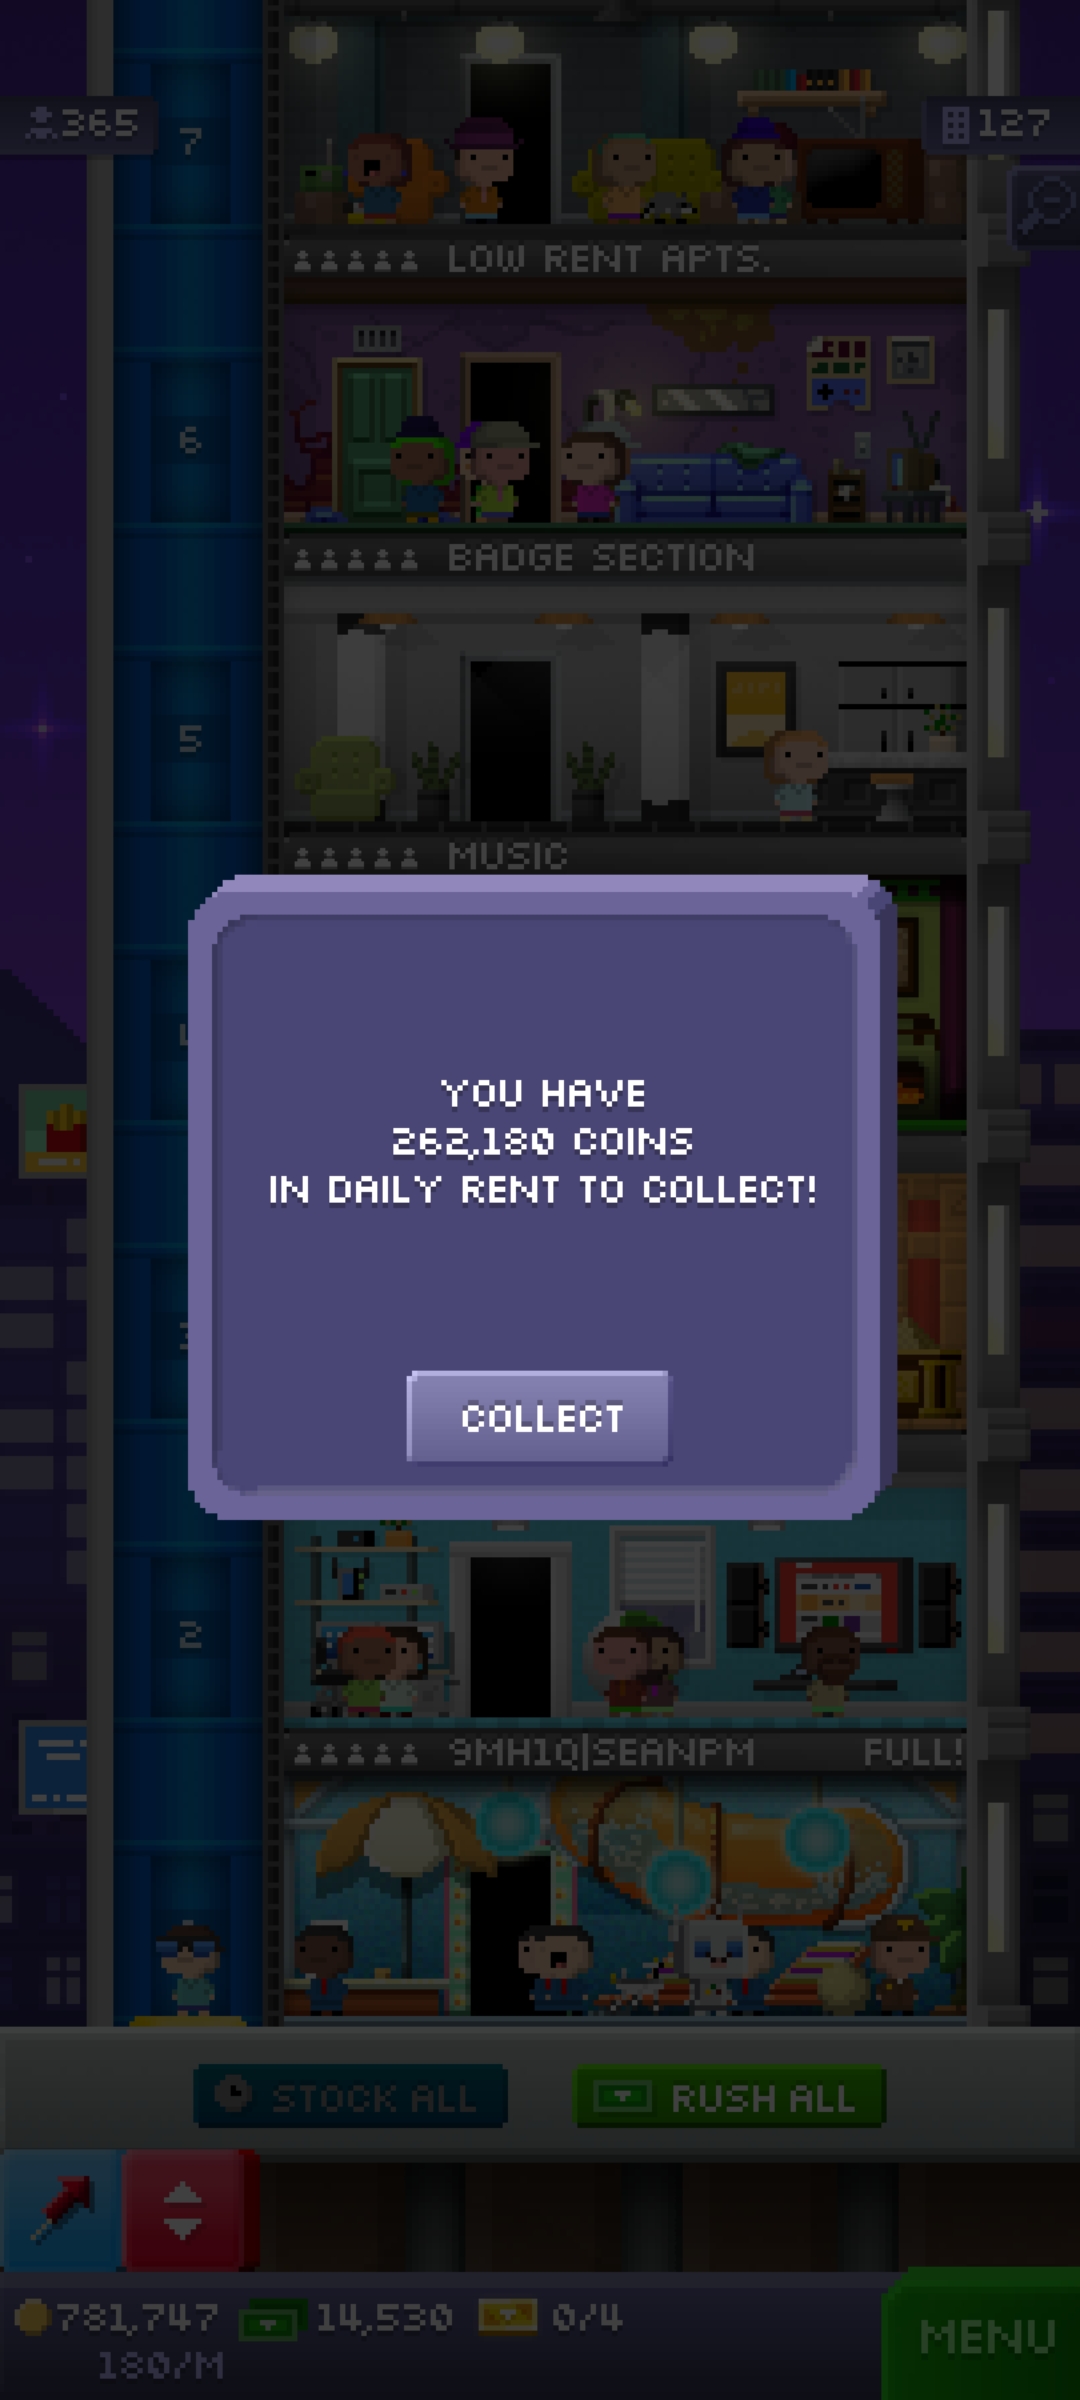 365
7
127
LOW RENT APTS.
6
BADGE SECTION
5
MUSIC
YOU HAVE
262,180 COINS
IN DAILY RENT TO COLLECT!
COLLECT
2
9MH1Q|SEANPM FULL!
STOCK ALL
RUSH ALL
781,747 14,530 0/4
180/M
MENU